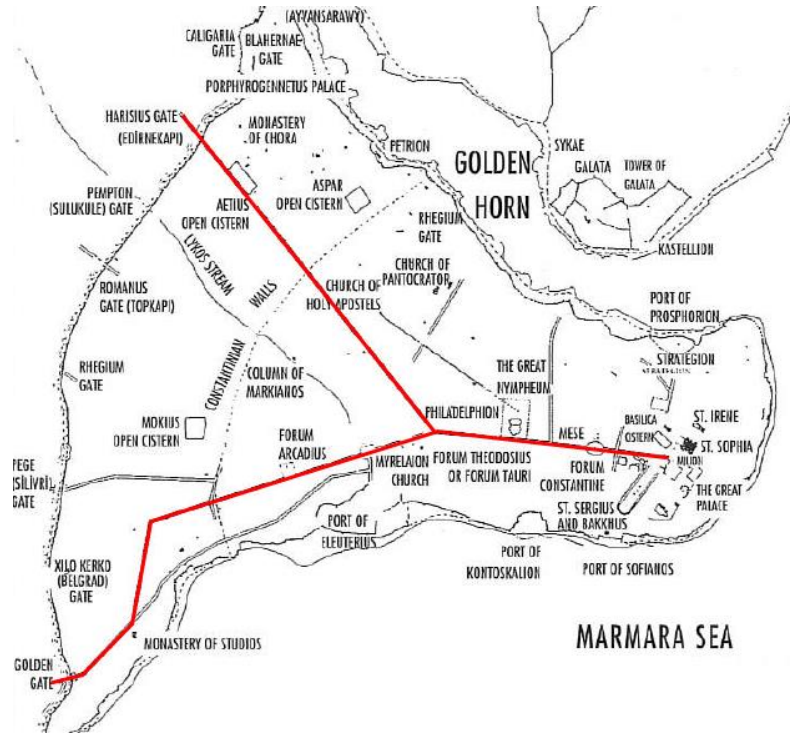 (AYVANSARAWY)
CALIGARIA
GATE
BLAHERNAE
GATE
PORPHYROGENNETUS PALACE
HARISIUS GATE
(EDİRNEKAPI)
MONASTERY
OF CHORA
PETRION
GOLDEN
HORN
SYKAE
GALATA
TOWER OF
GALATA
KASTELLION
PEMPTON
(SULUKULE) GATE
AETIUS
OPEN CISTERN
ASPAR
OPEN CISTERN
RHEGIUM
GATE
LYKOS STREAM
WALLS
CONSTANTINIAN
CHURCH OF
HOLY APOSTELS
CHURCH OF
PANTOCRATOR
ROMANUS
GATE (TOPKAPI)
PORT OF
PROSPHORION
STRATEGION
STRATEGION
RHEGIUM
GATE
COLUMN OF
MARKIANOS
THE GREAT
NYMPHEUM
MOKIUS
OPEN CISTERN
PHILADELPHION
MESE
BASILICA
CISTERN
ST. IRENE
ST. SOPHIA
MILION
FORUM
ARCADIUS
PEGE
(SİLİVRİ)
GATE
MYRELAION
CHURCH
FORUM THEODOSIUS
OR FORUM TAURI
FORUM
CONSTANTINE
THE GREAT
PALACE
ST. SERGIUS
AND BAKKHUS
PORT OF
ELEUTERIUS
PORT OF
KONTOSKALION
PORT OF SOFIANOS
XILO KERKO
(BELGRAD)
GATE
MONASTERY OF STUDIOS
MARMARA SEA
GOLDEN
GATE